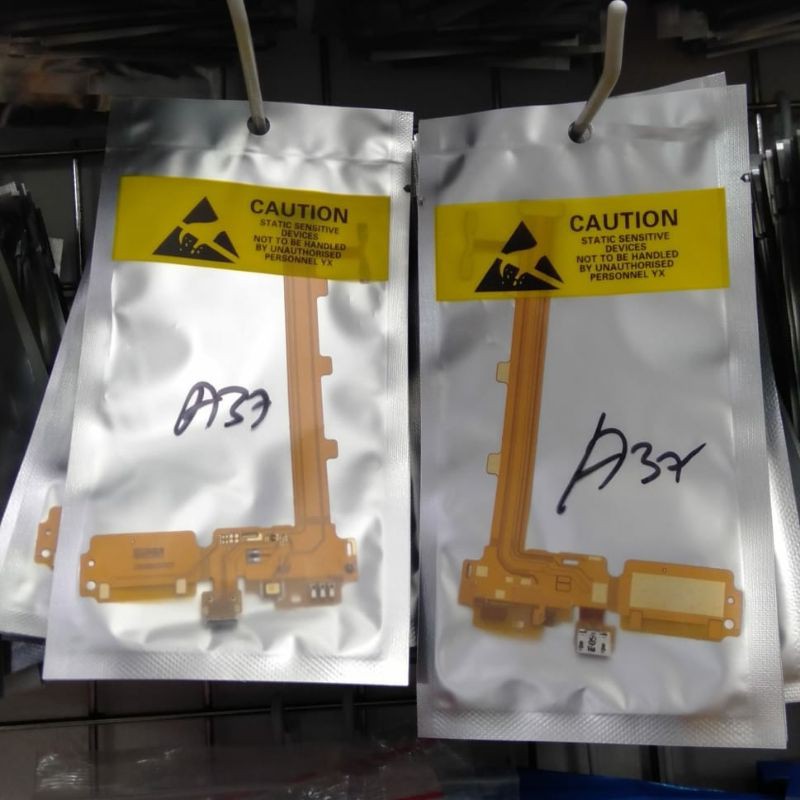 CAUTION
STATIC SENSITIVE
DEVICES
NOT TO BE HANDLED
BY UNAUTHORISED
PERSONNEL YX
A37
CAUTION
STATIC SENSITIVE
DEVICES
NOT TO BE HANDLED
BY UNAUTHORISED
PERSONNEL YX
A37